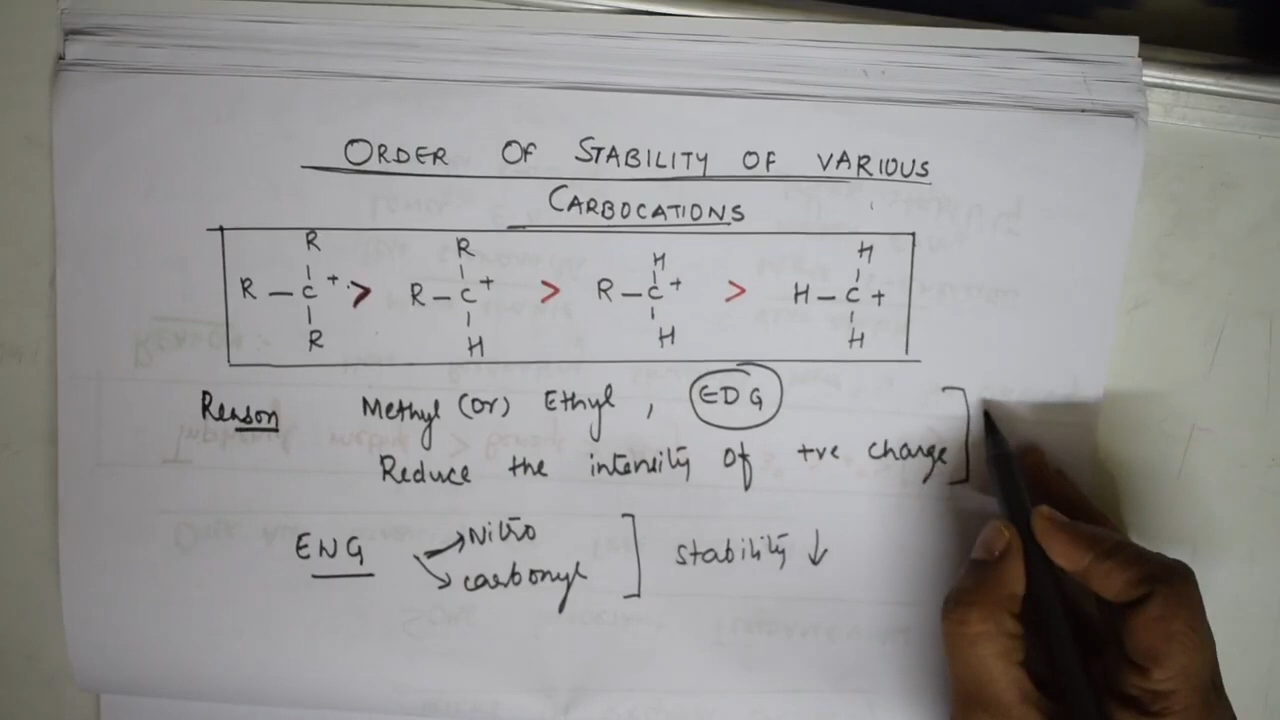 ORDER OF STABILITY OF VARIOUS
CARBOCATIONS
R R H H
R – C + > R – C + > R – C + > H – C +
R H H H
Reason Methyl (or) Ethyl , EDG
Reduce the intensity of +ve charge
ENG → Nitro
→ carbonyl ] stability ↓